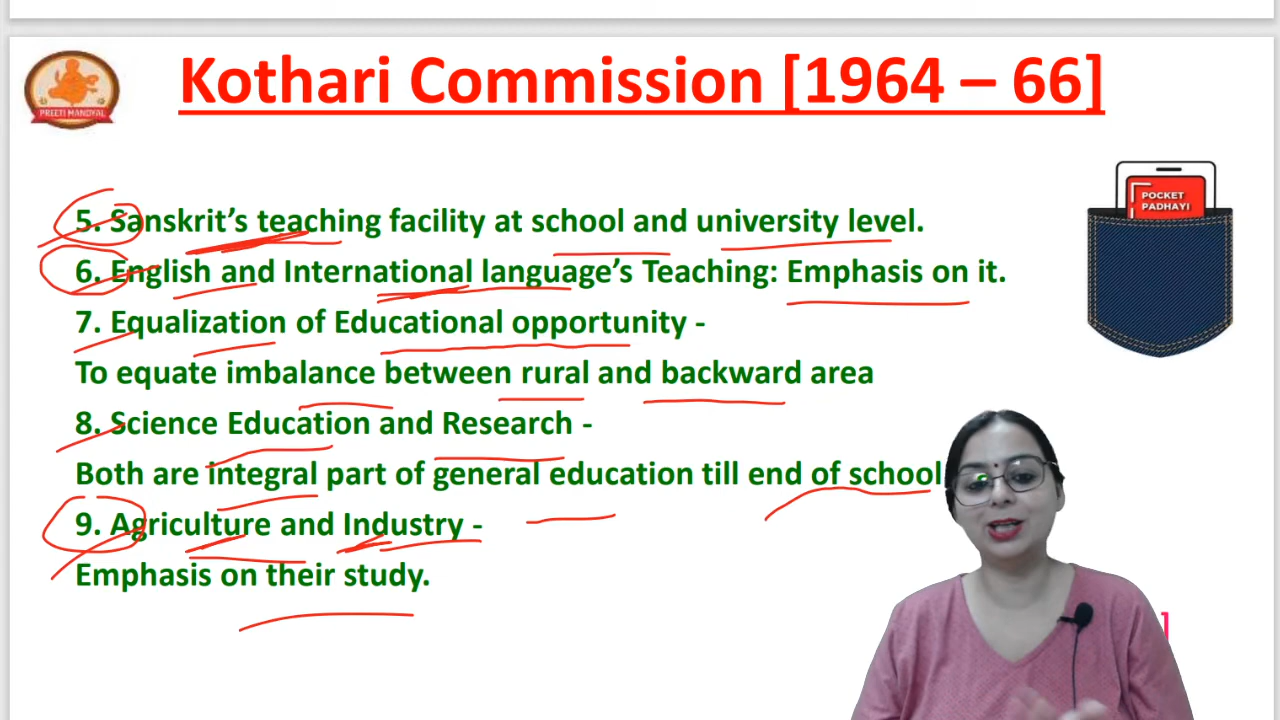 Kothari Commission [1964 – 66]
PREETI MANDYAL
POCKET
PADHAYI
5. Sanskrit's teaching facility at school and university level.
6. English and International language's Teaching: Emphasis on it.
7. Equalization of Educational opportunity -
To equate imbalance between rural and backward area
8. Science Education and Research -
Both are integral part of general education till end of school
9. Agriculture and Industry -
Emphasis on their study.
]